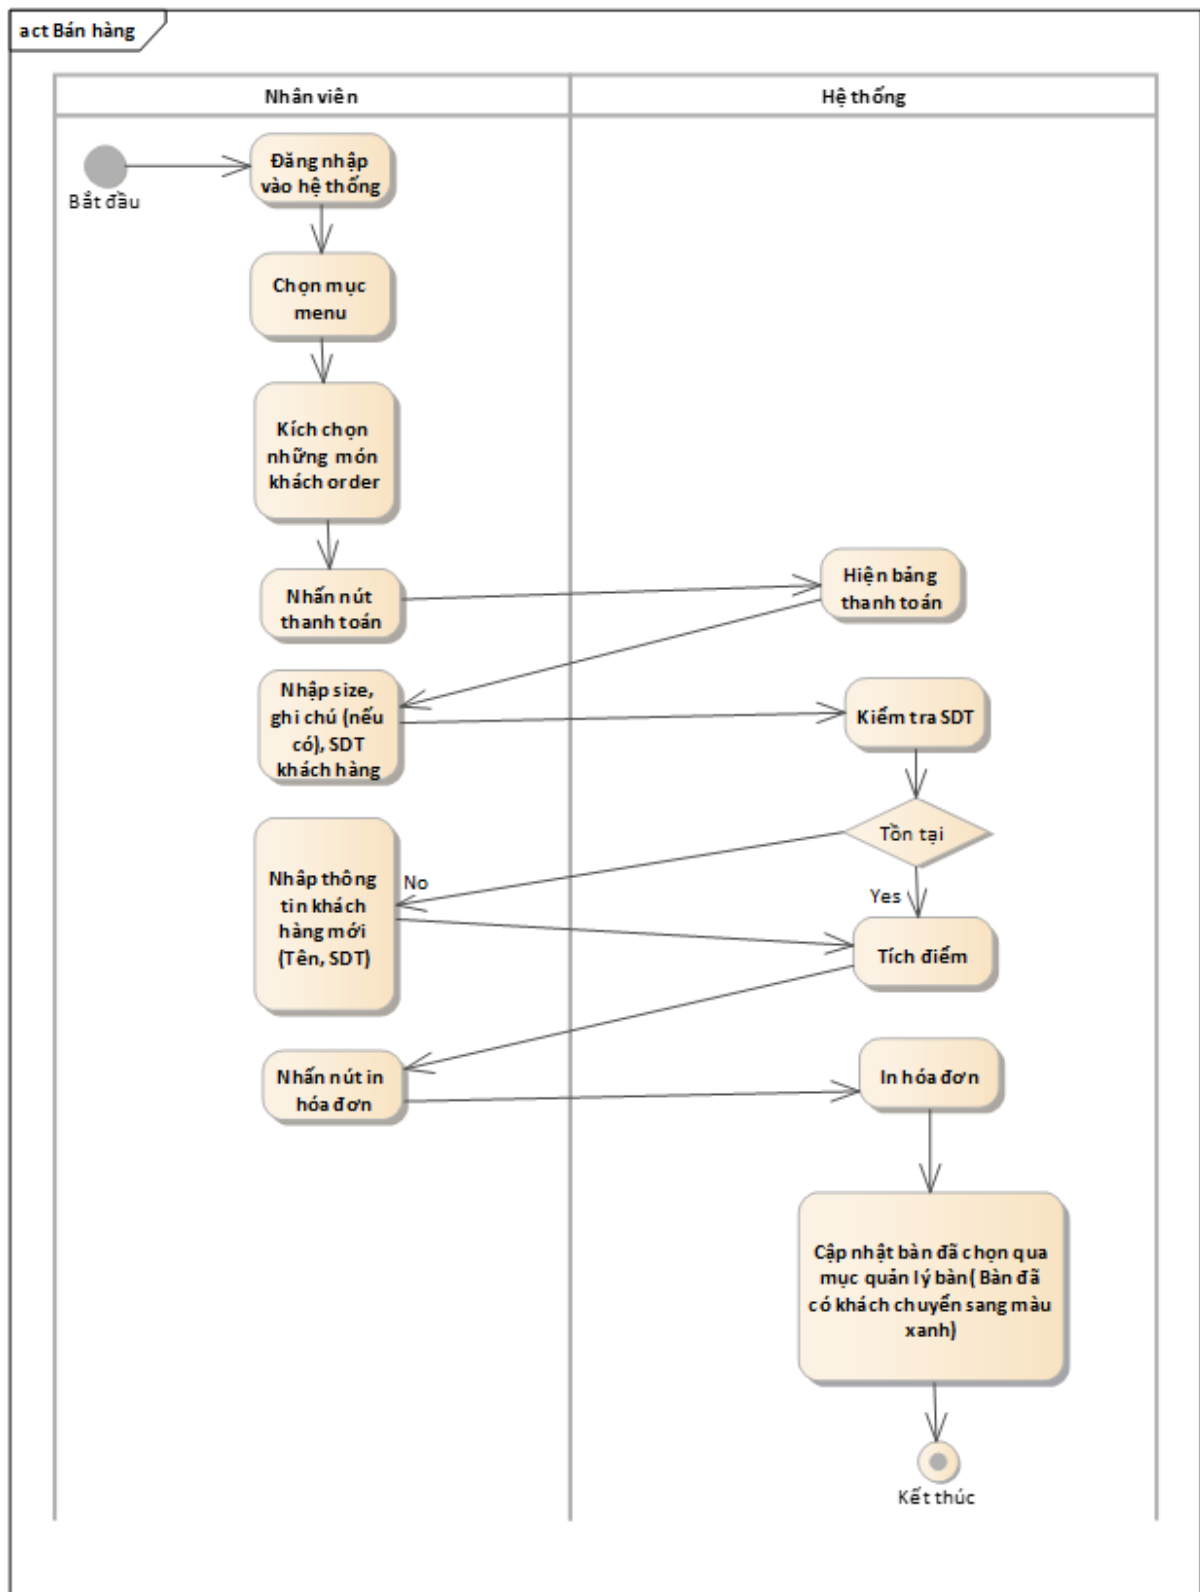 act Bán hàng
Nhân viên
Hệ thống
Bắt đầu
Đăng nhập
vào hệ thống
Chọn mục
menu
Kích chọn
những món
khách order
Nhấn nút
thanh toán
Hiện bảng
thanh toán
Nhập size,
ghi chú (nếu
có), SDT
khách hàng
Kiểm tra SDT
Tồn tại
No
Yes
Nhâp thông
tin khách
hàng mới
(Tên, SDT)
Tích điểm
Nhấn nút in
hóa đơn
In hóa đơn
Cập nhật bàn đã chọn qua
mục quản lý bàn( Bàn đã
có khách chuyển sang màu
xanh)
Kết thúc